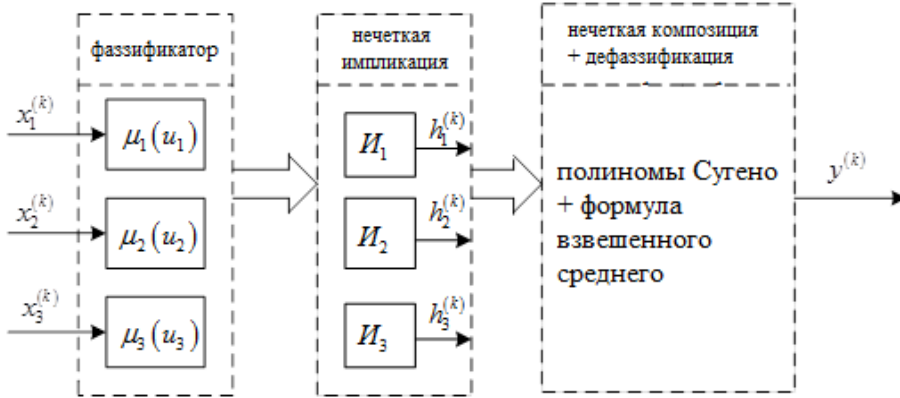 фаззификатор
нечеткая
импликация
нечеткая композиция
+ дефаззификация
x₁⁽ᵏ⁾
μ₁(u₁)
И₁
h₁⁽ᵏ⁾
x₂⁽ᵏ⁾
μ₂(u₂)
И₂
h₂⁽ᵏ⁾
x₃⁽ᵏ⁾
μ₃(u₃)
И₃
h₃⁽ᵏ⁾
полиномы Сугено
+ формула
взвешенного
среднего
y⁽ᵏ⁾